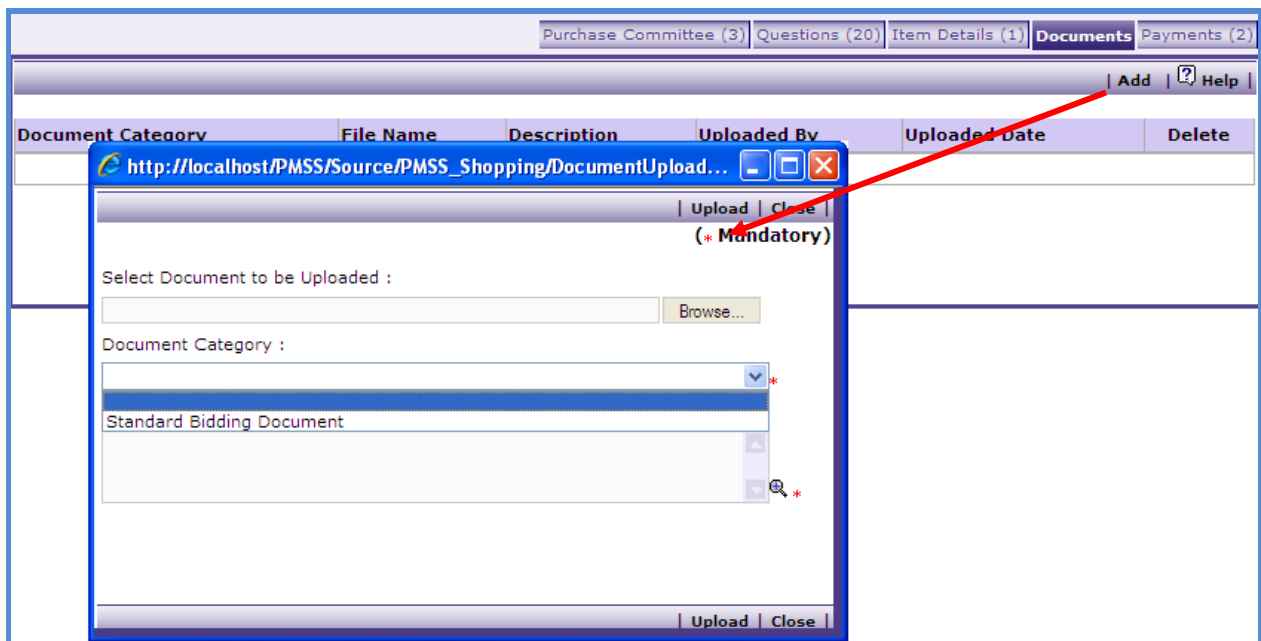 Purchase Committee (3) Questions (20) Item Details (1) Documents Payments (2)
| Add | ? Help |
Document Category File Name Description Uploaded By Uploaded Date Delete
http://localhost/PMSS/Source/PMSS_Shopping/DocumentUpload...
| Upload | Close |
(* Mandatory)
Select Document to be Uploaded :
Browse...
Document Category :
*
Standard Bidding Document
*
| Upload | Close |